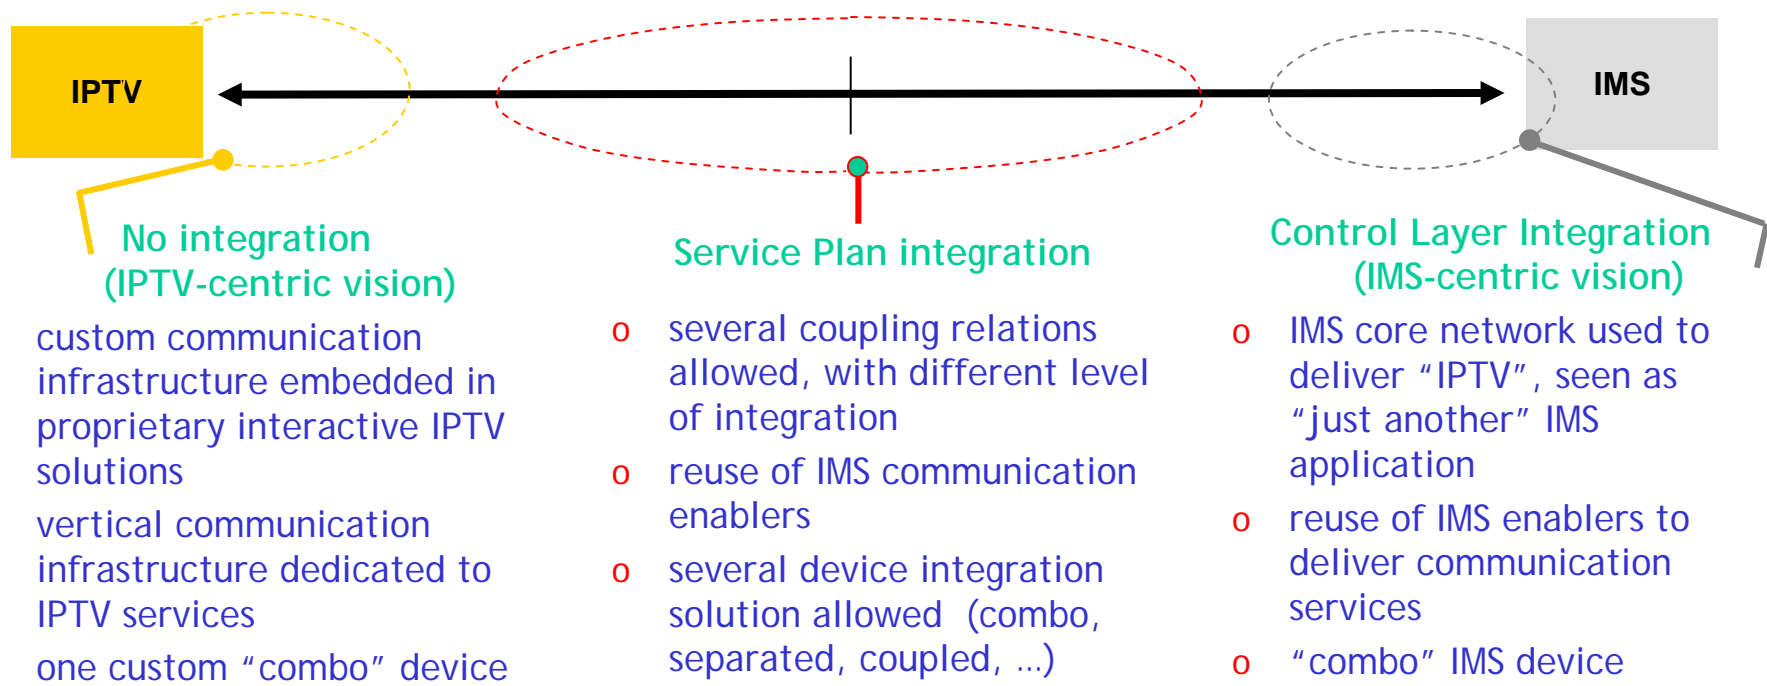 IPTV
IMS
No integration
(IPTV-centric vision)
custom communication
infrastructure embedded in
proprietary interactive IPTV
solutions
vertical communication
infrastructure dedicated to
IPTV services
one custom “combo” device
Service Plan integration
o several coupling relations
allowed, with different level
of integration
o reuse of IMS communication
enablers
o several device integration
solution allowed (combo,
separated, coupled, …)
Control Layer Integration
(IMS-centric vision)
o IMS core network used to
deliver “IPTV”, seen as
“just another” IMS
application
o reuse of IMS enablers to
deliver communication
services
o “combo” IMS device